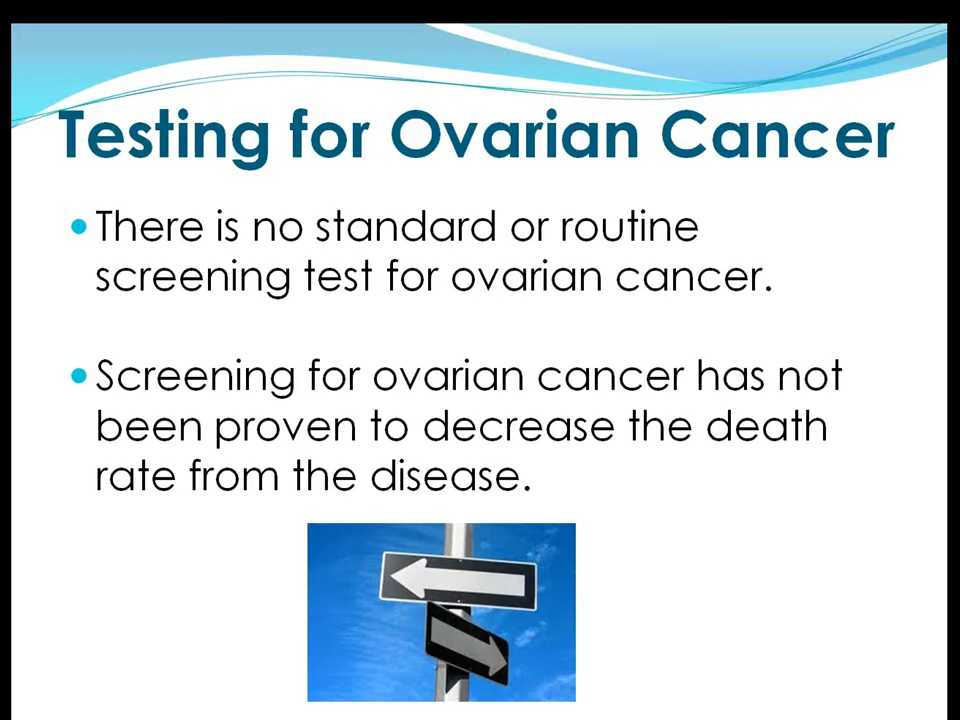 Testing for Ovarian Cancer
• There is no standard or routine
screening test for ovarian cancer.
• Screening for ovarian cancer has not
been proven to decrease the death
rate from the disease.